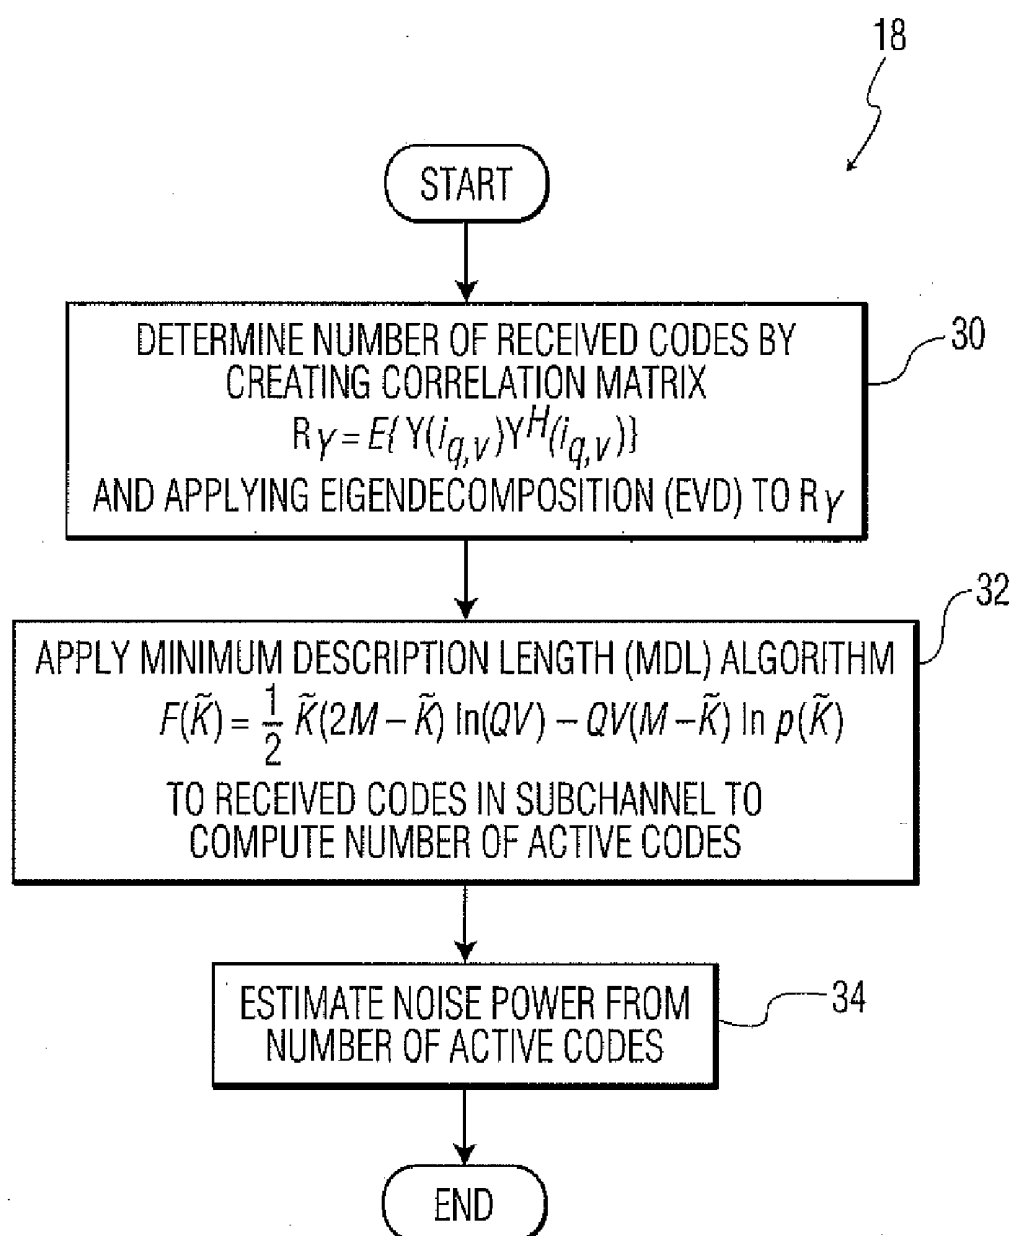 18
START
DETERMINE NUMBER OF RECEIVED CODES BY
CREATING CORRELATION MATRIX
R_Y = E{ Y(i_{q,v})Y^H(i_{q,v})}
AND APPLYING EIGENDECOMPOSITION (EVD) TO R_Y
30
APPLY MINIMUM DESCRIPTION LENGTH (MDL) ALGORITHM
F(K̃) = 1/2 K̃(2M – K̃) ln(QV) – QV(M – K̃) ln p(K̃)
TO RECEIVED CODES IN SUBCHANNEL TO
COMPUTE NUMBER OF ACTIVE CODES
32
ESTIMATE NOISE POWER FROM
NUMBER OF ACTIVE CODES
34
END